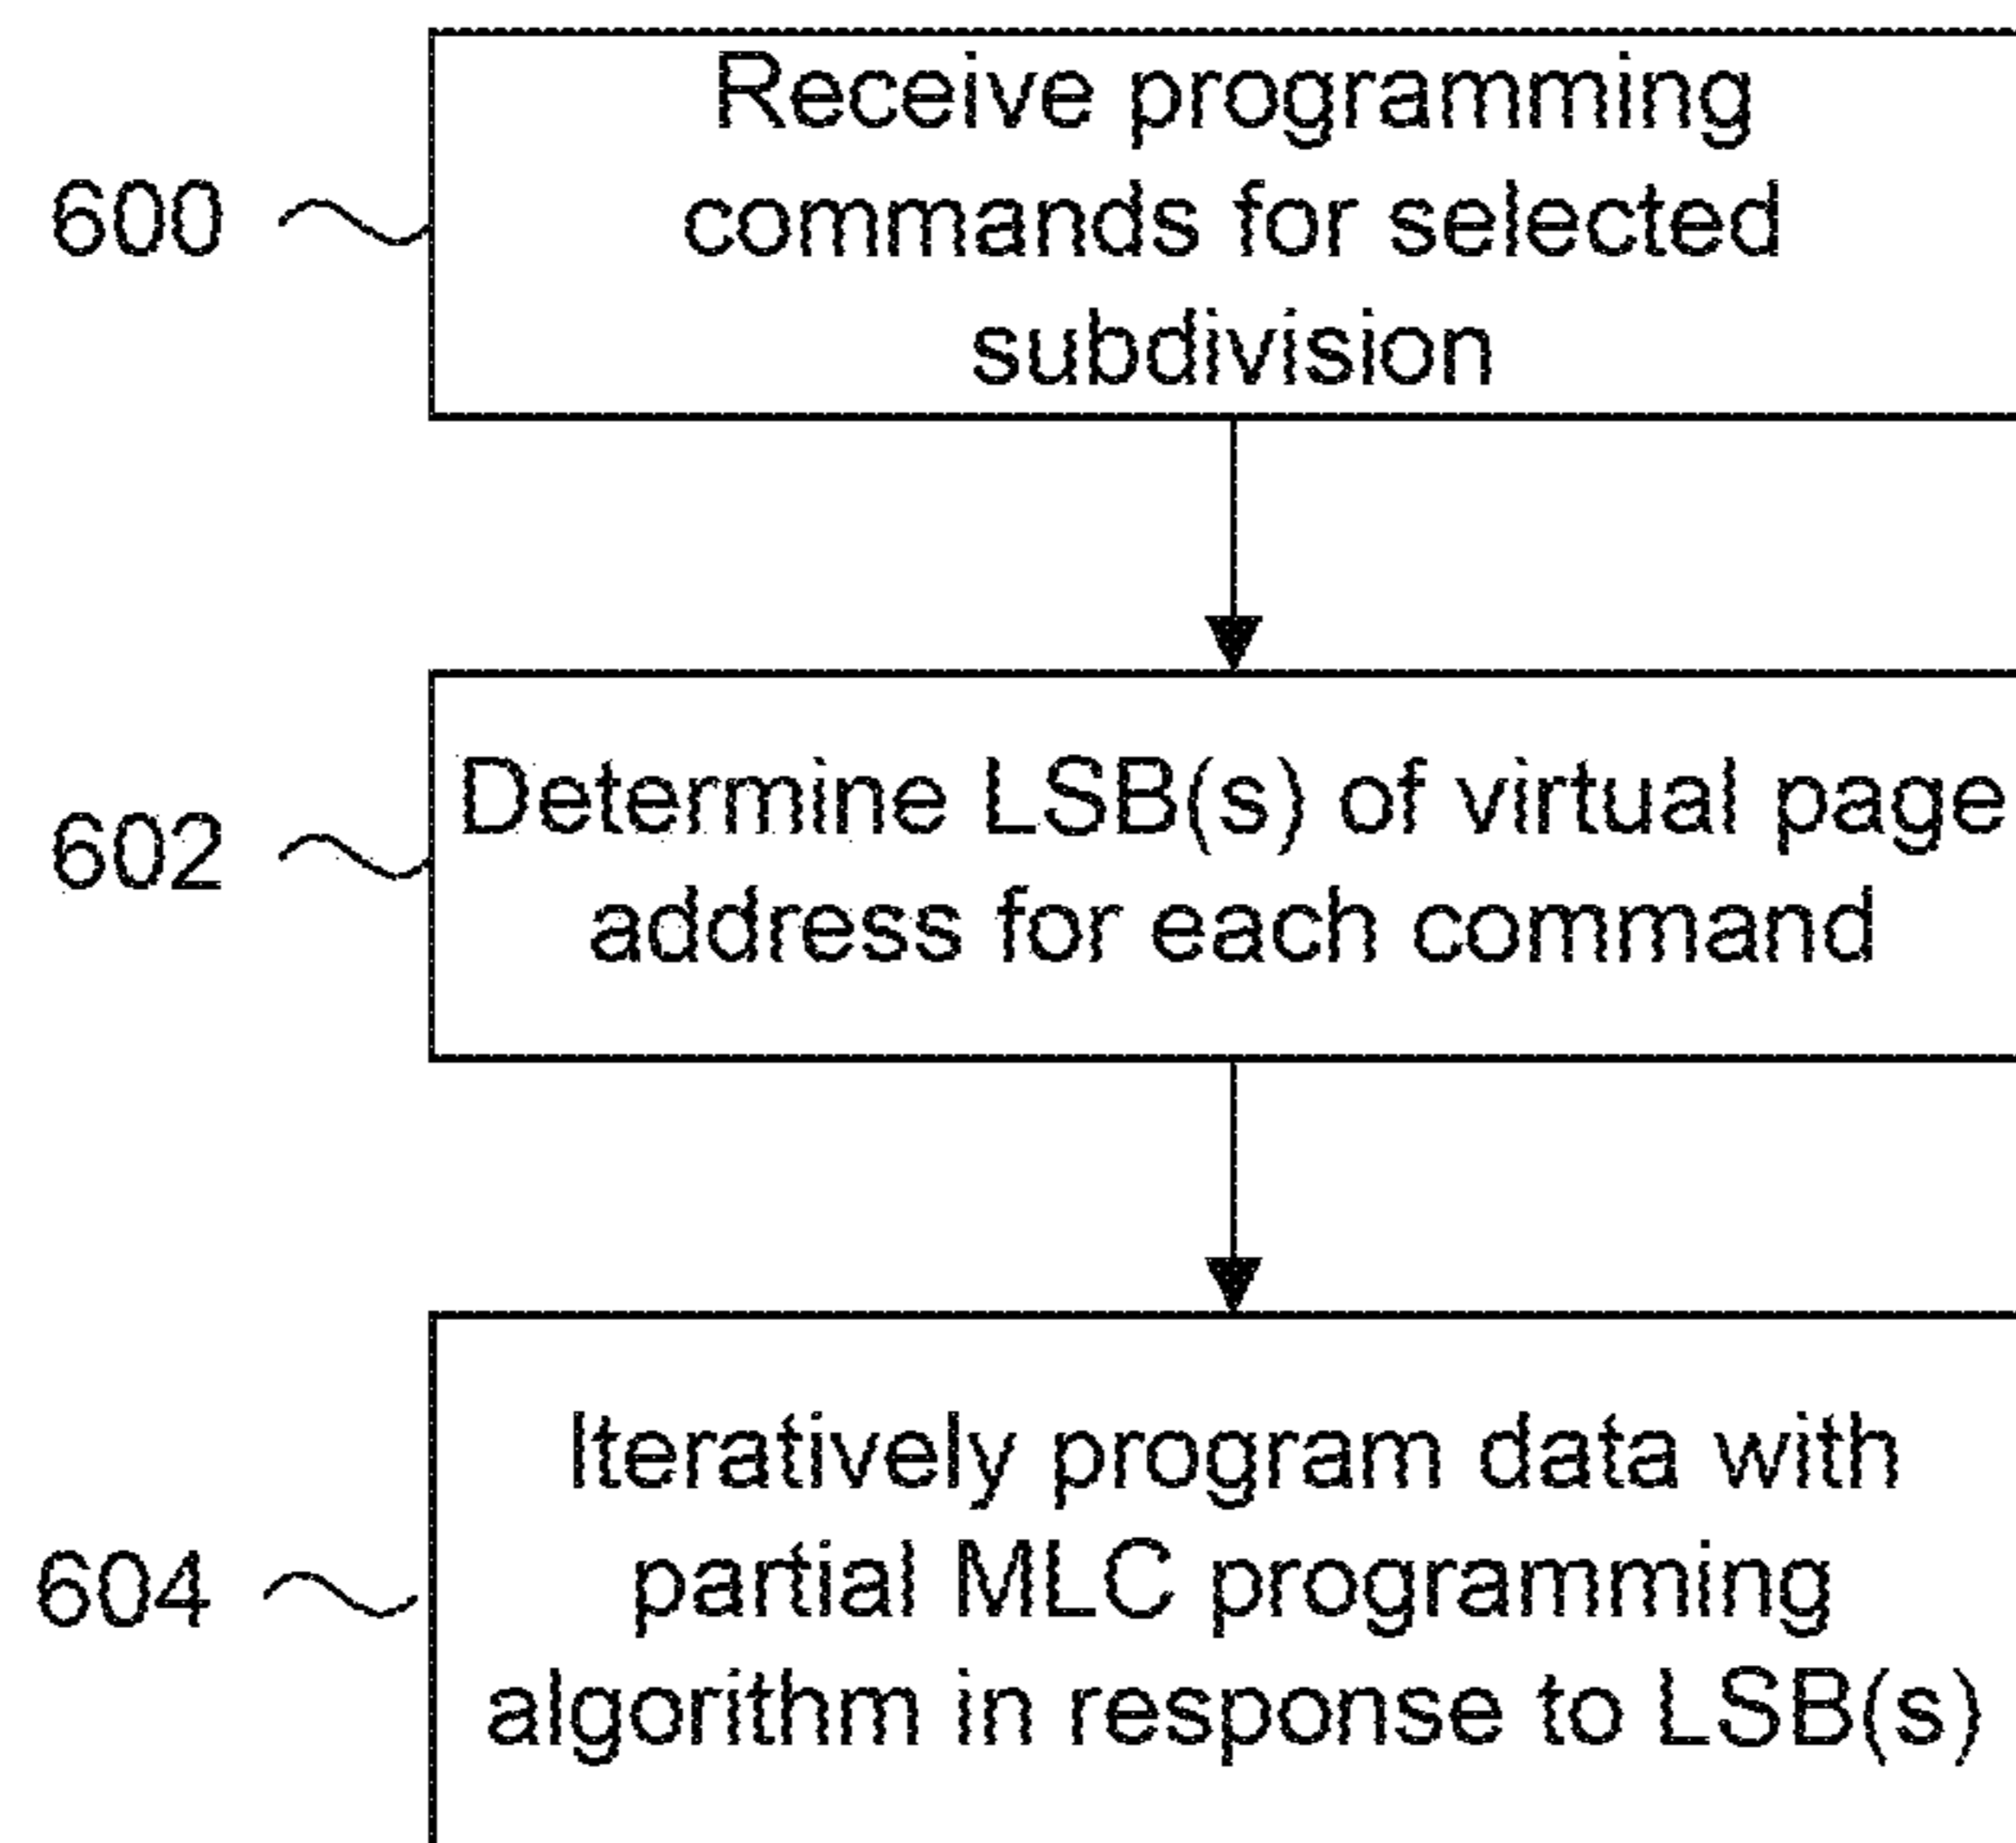 Receive programming
600
commands for selected
subdivision
Determine LSB(s) of virtual page
602
address for each command
Iteratively program data with
604
partial MLC programming
algorithm in response to LSB(s)